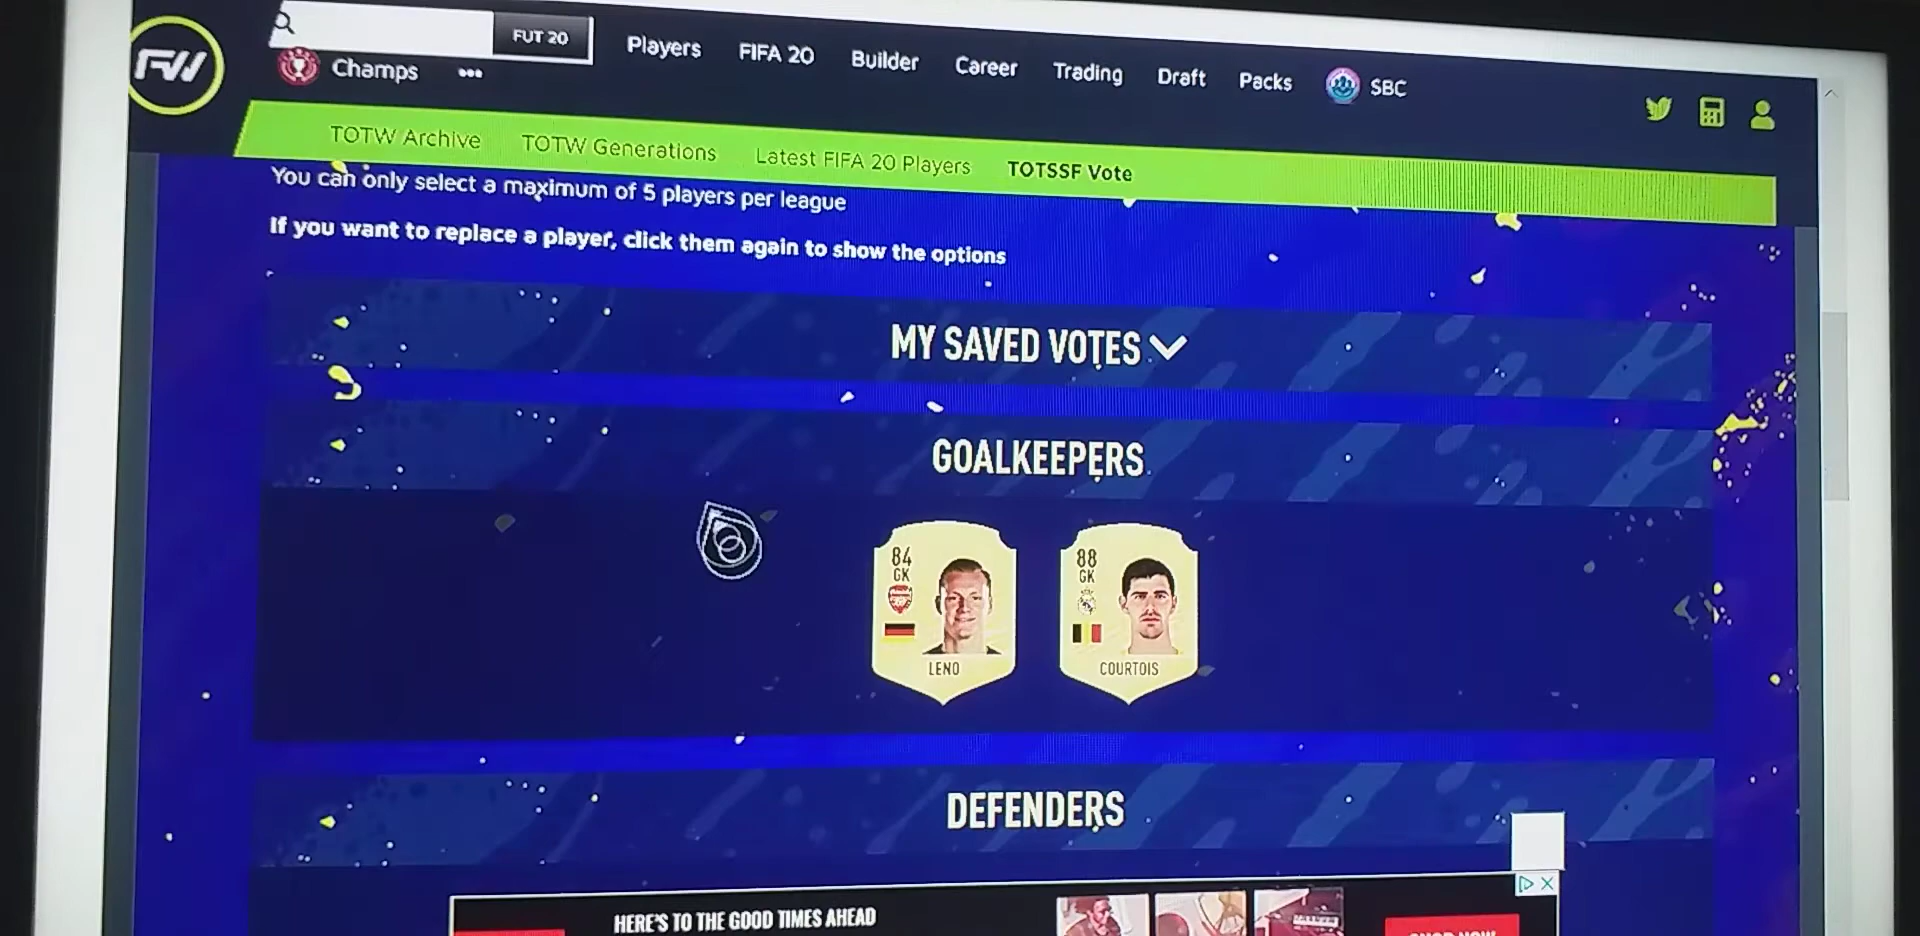 FW
FUT 20
Players
FIFA 20
Builder
Career
Trading
Draft
Packs
SBC
Champs
•••
TOTW Archive
TOTW Generations
Latest FIFA 20 Players
TOTSSF Vote
You can only select a maximum of 5 players per league
If you want to replace a player, click them again to show the options
MY SAVED VOTES
GOALKEEPERS
84
GK
LENO
88
GK
COURTOIS
DEFENDERS
HERE'S TO THE GOOD TIMES AHEAD